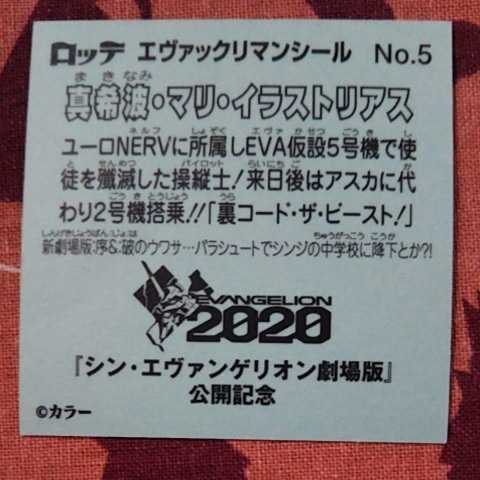 ロッテ エヴァックリマンシール No.5
まきなみ
真希波・マリ・イラストリアス
ネルフ しょぞく エヴァ かせつ ごうき し
ユーロNERVに所属しEVA仮設5号機で使
と せんめつ パイロット らいにちご か
徒を殲滅した操縦士!来日後はアスカに代
ごうきとうじょう うら
わり2号機搭乗!!「裏コード・ザ・ビースト!」
しんげきじょうばん:じょ:は ちゅうがっこう こうか
新劇場版:序&:破のウワサ…パラシュートでシンジの中学校に降下とか?!
EVANGELION
2020
『シン・エヴァンゲリオン劇場版』
公開記念
©カラー